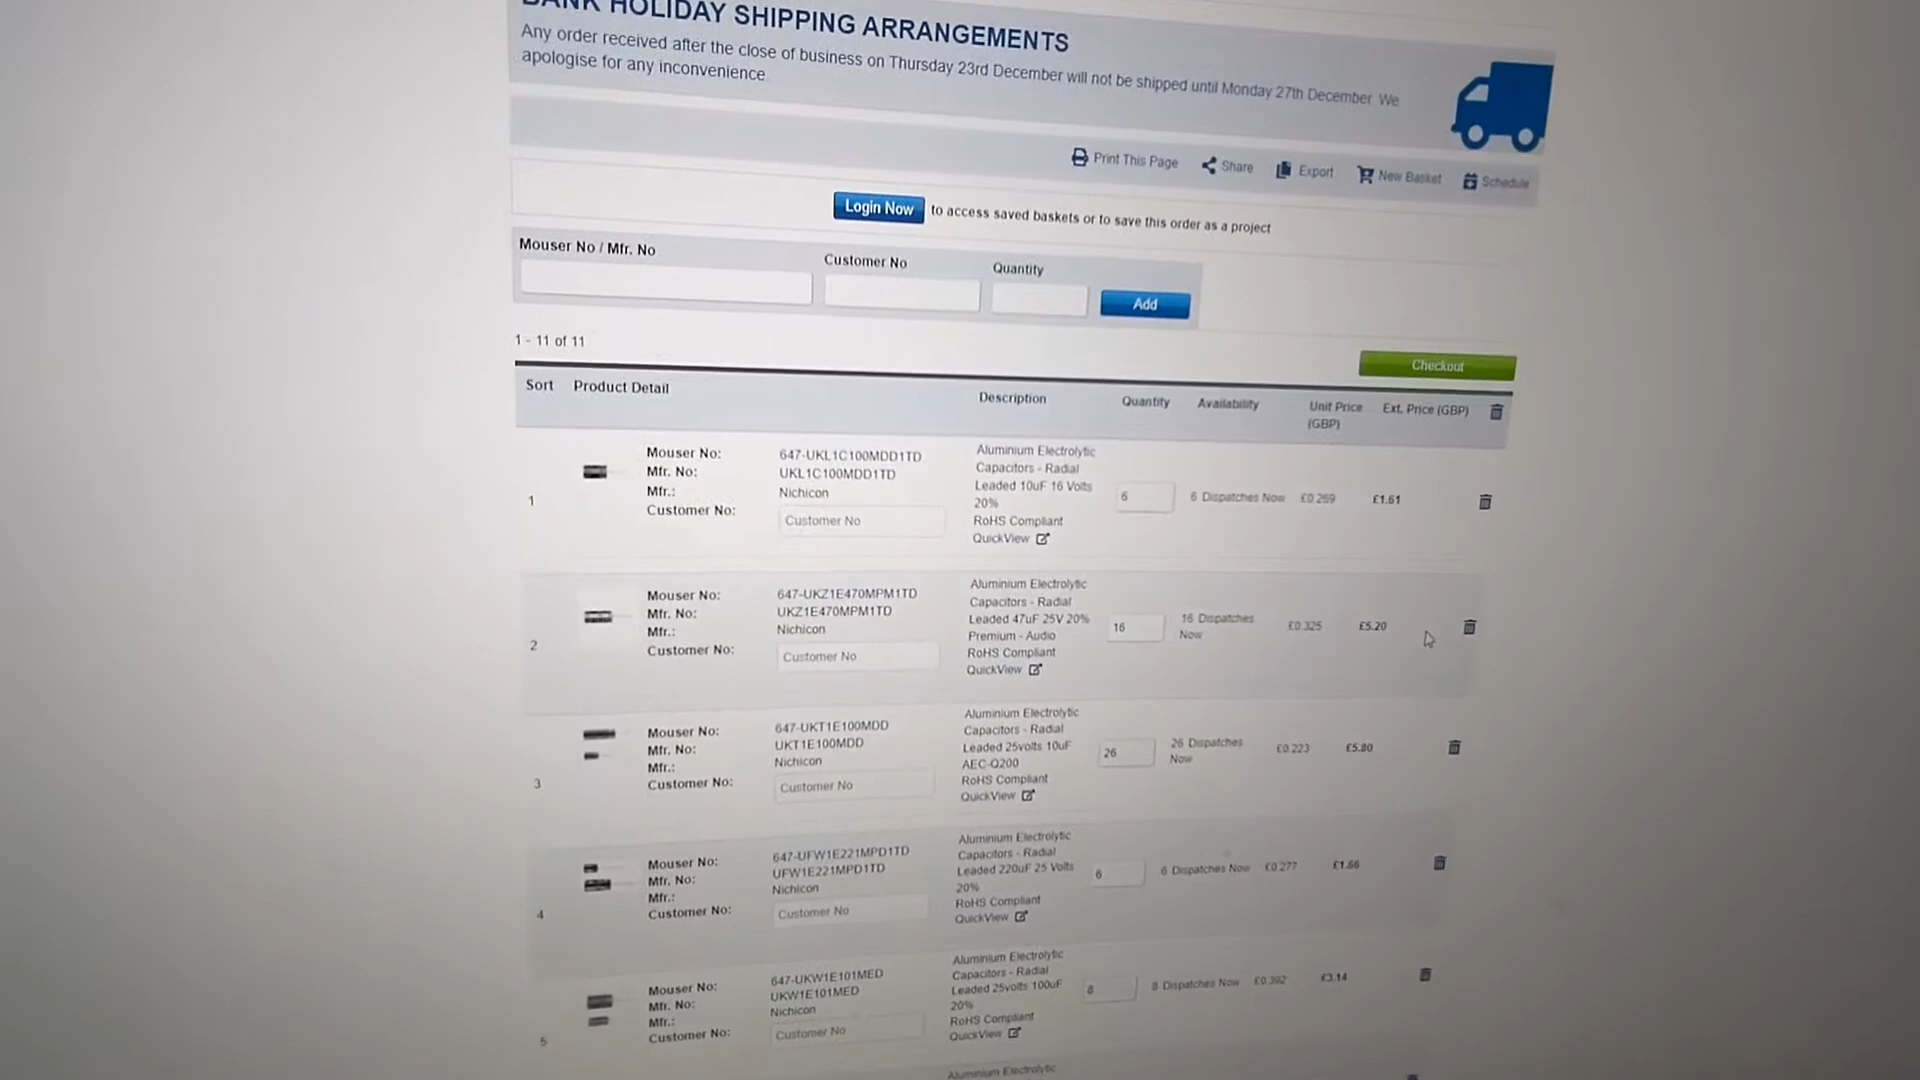 BANK HOLIDAY SHIPPING ARRANGEMENTS
Any order received after the close of business on Thursday 23rd December will not be shipped until Monday 27th December. We
apologise for any inconvenience
Print This Page Share Export New Basket Schedule
Login Now to access saved baskets or to save this order as a project
Mouser No / Mfr. No Customer No Quantity
Add
1 - 11 of 11
Checkout
Sort Product Detail Description Quantity Availability Unit Price (GBP) Ext. Price (GBP)
1
Mouser No: 647-UKL1C100MDD1TD
Mfr. No: UKL1C100MDD1TD
Mfr.: Nichicon
Customer No: Customer No
Aluminium Electrolytic
Capacitors - Radial
Leaded 10uF 16 Volts
20%
RoHS Compliant
QuickView
6 6 Dispatches Now £0.269 £1.61
2
Mouser No: 647-UKZ1E470MPM1TD
Mfr. No: UKZ1E470MPM1TD
Mfr.: Nichicon
Customer No: Customer No
Aluminium Electrolytic
Capacitors - Radial
Leaded 47uF 25V 20%
Premium - Audio
RoHS Compliant
QuickView
16 16 Dispatches
Now
£0.325 £5.20
3
Mouser No: 647-UKT1E100MDD
Mfr. No: UKT1E100MDD
Mfr.: Nichicon
Customer No: Customer No
Aluminium Electrolytic
Capacitors - Radial
Leaded 25volts 10uF
AEC-Q200
RoHS Compliant
QuickView
26 26 Dispatches
Now
£0.223 £5.80
4
Mouser No: 647-UFW1E221MPD1TD
Mfr. No: UFW1E221MPD1TD
Mfr.: Nichicon
Customer No: Customer No
Aluminium Electrolytic
Capacitors - Radial
Leaded 220uF 25 Volts
20%
RoHS Compliant
QuickView
6 6 Dispatches Now £0.277 £1.66
5
Mouser No: 647-UKW1E101MED
Mfr. No: UKW1E101MED
Mfr.: Nichicon
Customer No: Customer No
Aluminium Electrolytic
Capacitors - Radial
Leaded 25volts 100uF
20%
RoHS Compliant
QuickView
8 8 Dispatches Now £0.392 £3.14
Aluminium Electrolytic